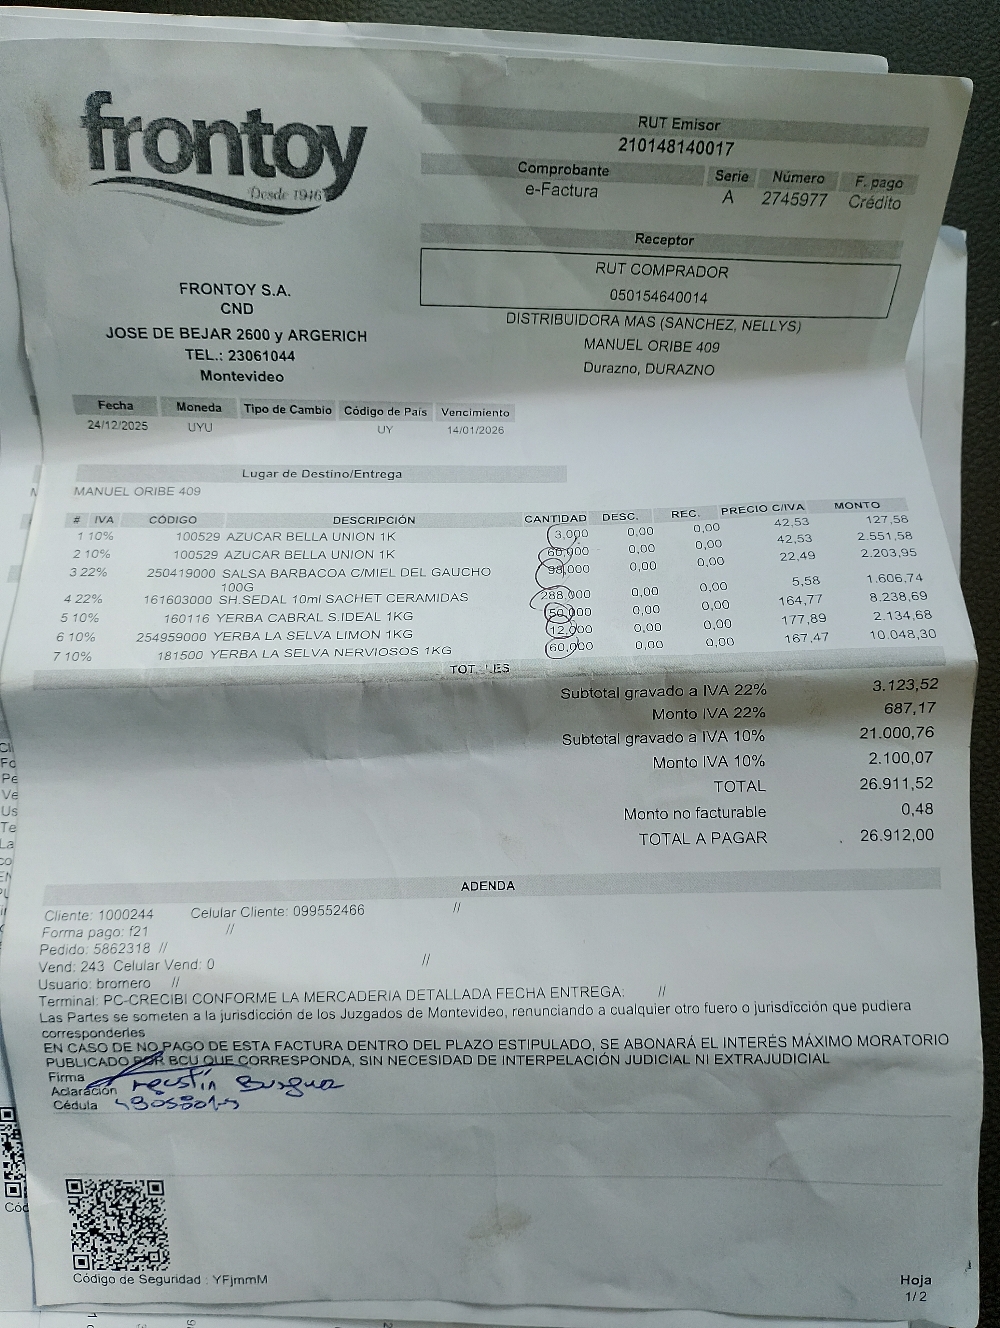 frontoy
Desde 1946
RUT Emisor
210148140017
Comprobante Serie Número F. pago
e-Factura A 2745977 Crédito
Receptor
RUT COMPRADOR
050154640014
DISTRIBUIDORA MAS (SANCHEZ, NELLYS)
MANUEL ORIBE 409
Durazno, DURAZNO
FRONTOY S.A.
CND
JOSE DE BEJAR 2600 y ARGERICH
TEL.: 23061044
Montevideo
Fecha Moneda Tipo de Cambio Código de País Vencimiento
24/12/2025 UYU UY 14/01/2026
Lugar de Destino/Entrega
MANUEL ORIBE 409
# IVA CÓDIGO DESCRIPCIÓN CANTIDAD DESC. REC. PRECIO C/IVA MONTO
1 10% 100529 AZUCAR BELLA UNION 1K 3,000 0,00 0,00 42,53 127,58
2 10% 100529 AZUCAR BELLA UNION 1K 60,000 0,00 0,00 42,53 2.551,58
3 22% 250419000 SALSA BARBACOA C/MIEL DEL GAUCHO 98,000 0,00 0,00 22,49 2.203,95
100G
4 22% 161603000 SH.SEDAL 10ml SACHET CERAMIDAS 288,000 0,00 0,00 5,58 1.606,74
5 10% 160116 YERBA CABRAL S.IDEAL 1KG 50,000 0,00 0,00 164,77 8.238,69
6 10% 254959000 YERBA LA SELVA LIMON 1KG 12,000 0,00 0,00 177,89 2.134,68
7 10% 181500 YERBA LA SELVA NERVIOSOS 1KG 60,000 0,00 0,00 167,47 10.048,30
Subtotal gravado a IVA 22% 3.123,52
Monto IVA 22% 687,17
Subtotal gravado a IVA 10% 21.000,76
Monto IVA 10% 2.100,07
TOTAL 26.911,52
Monto no facturable 0,48
TOTAL A PAGAR 26.912,00
ADENDA
Cliente: 1000244 Celular Cliente: 099552466 //
Forma pago: f21 //
Pedido: 5862318 //
Vend: 243 Celular Vend: 0 //
Usuario: bromero //
Terminal: PC-CRECIBI CONFORME LA MERCADERIA DETALLADA FECHA ENTREGA: //
Las Partes se someten a la jurisdicción de los Juzgados de Montevideo, renunciando a cualquier otro fuero o jurisdicción que pudiera
corresponderles
EN CASO DE NO PAGO DE ESTA FACTURA DENTRO DEL PLAZO ESTIPULADO, SE ABONARÁ EL INTERÉS MÁXIMO MORATORIO
PUBLICADO POR BCU QUE CORRESPONDA, SIN NECESIDAD DE INTERPELACIÓN JUDICIAL NI EXTRAJUDICIAL
Firma
Aclaración Agustín
Cédula
Código de Seguridad : YFjmmM
Hoja
1/2